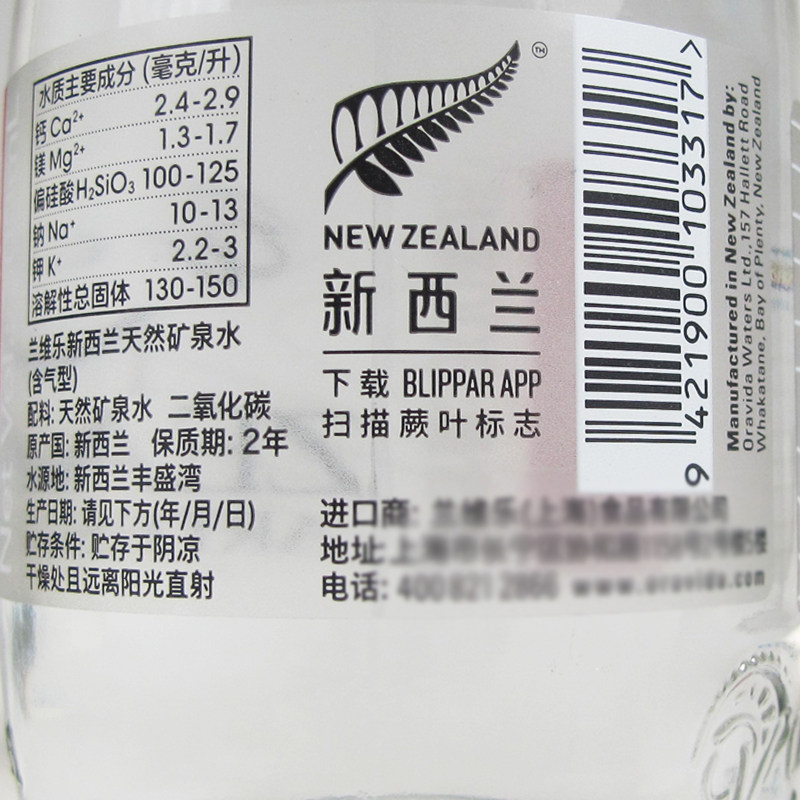 水质主要成分 (毫克/升)
钙 Ca²⁺ 2.4-2.9
镁 Mg²⁺ 1.3-1.7
偏硅酸H₂SiO₃ 100-125
钠 Na⁺ 10-13
钾 K⁺ 2.2-3
溶解性总固体 130-150
兰维乐新西兰天然矿泉水
(含气型)
配料: 天然矿泉水 二氧化碳
原产国: 新西兰 保质期: 2年
水源地: 新西兰丰盛湾
生产日期: 请见下方(年/月/日)
贮存条件: 贮存于阴凉
干燥处且远离阳光直射
TM
NEW ZEALAND
新西兰
下载 BLIPPAR APP
扫描蕨叶标志
进口商:
地址:
电话:
9 421900 103317 >
Manufactured in New Zealand by:
Oravida Waters Ltd., 157 Hallett Road
Whakatane, Bay of Plenty, New Zealand